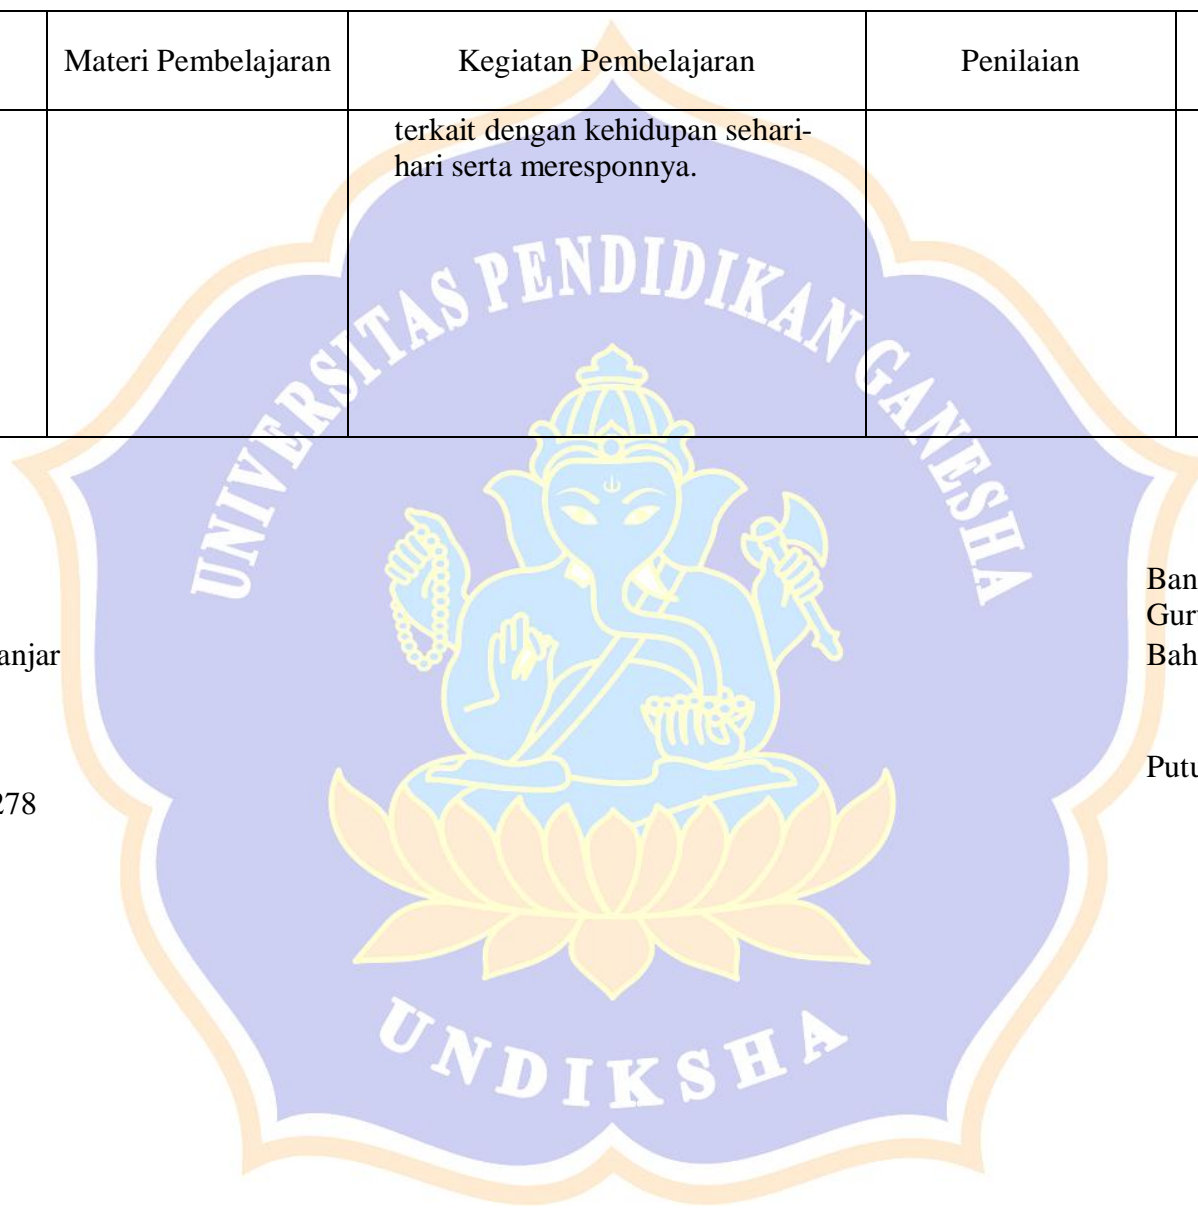 Materi Pembelajaran
Kegiatan Pembelajaran
Penilaian
terkait dengan kehidupan sehari-
hari serta meresponnya.
UNIVERSITAS PENDIDIKAN GANESHA
Ban
Gur
anjar
Bah
Putu
278
UNDIKSHA